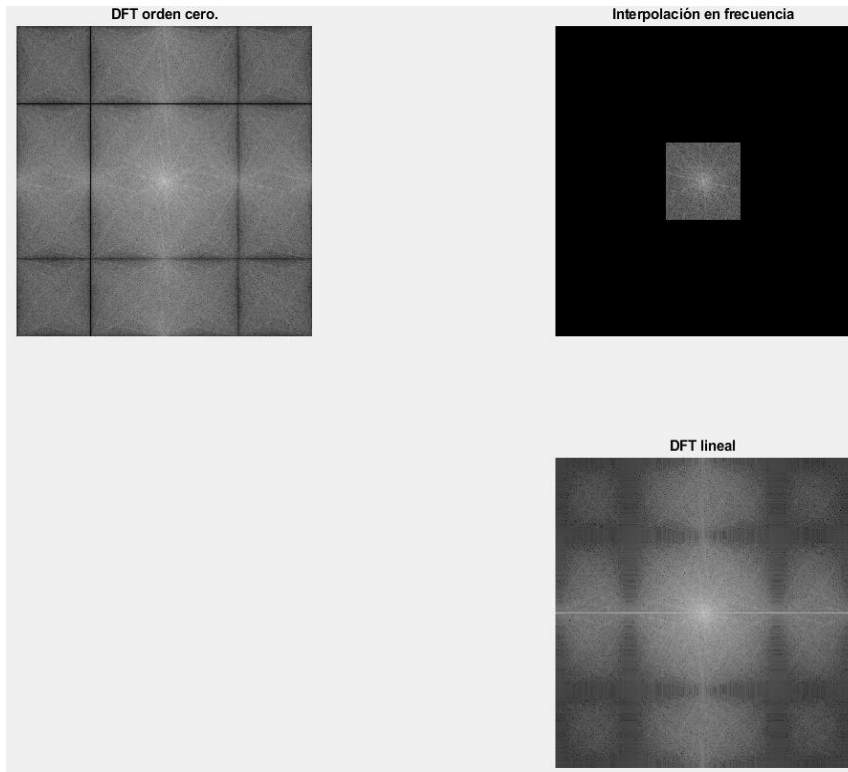 DFT orden cero.
Interpolación en frecuencia
DFT lineal